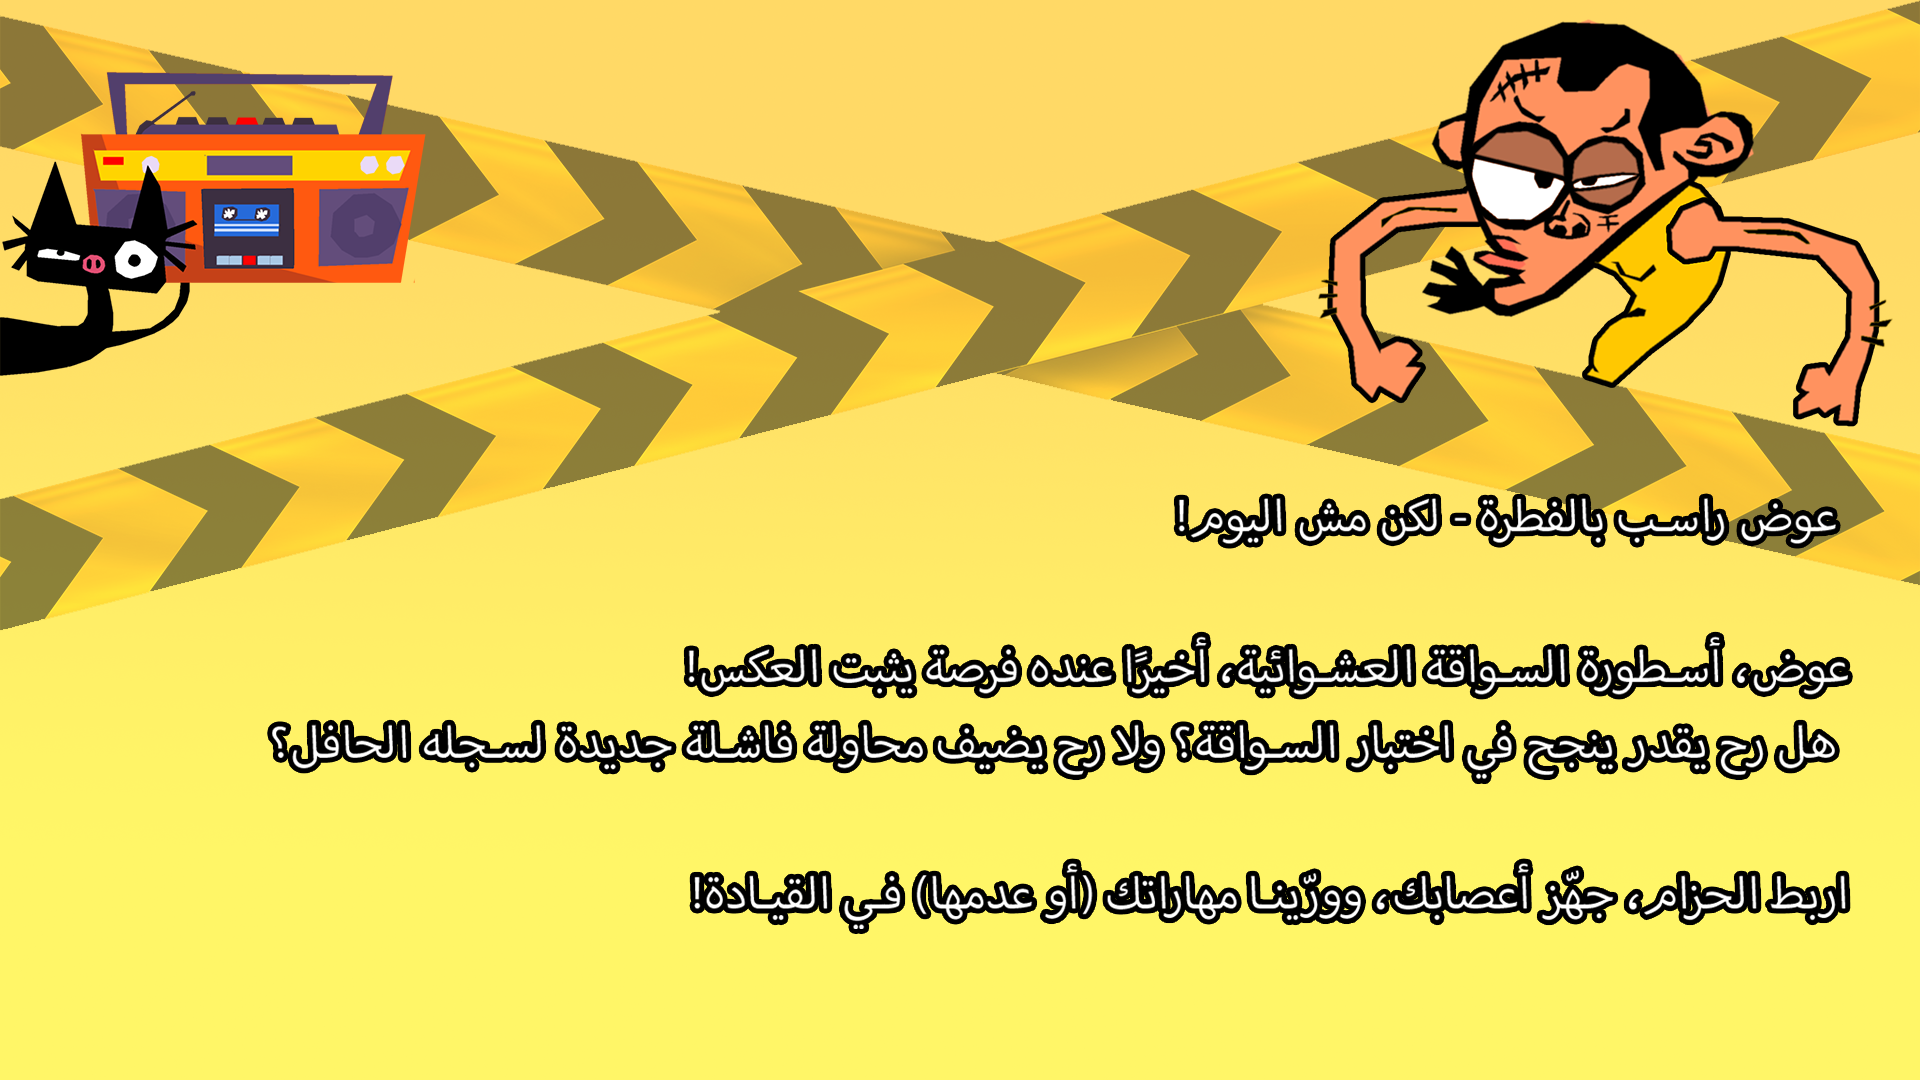 عوض راسب بالفطرة - لكن مش اليوم!
عوض، أسطورة السواقة العشوائية، أخيرًا عنده فرصة يثبت العكس!
هل رح يقدر ينجح في اختبار السواقة؟ ولا رح يضيف محاولة فاشلة جديدة لسجله الحافل؟
اربط الحزام، جهّز أعصابك، وورّينا مهاراتك (أو عدمها) في القيادة!